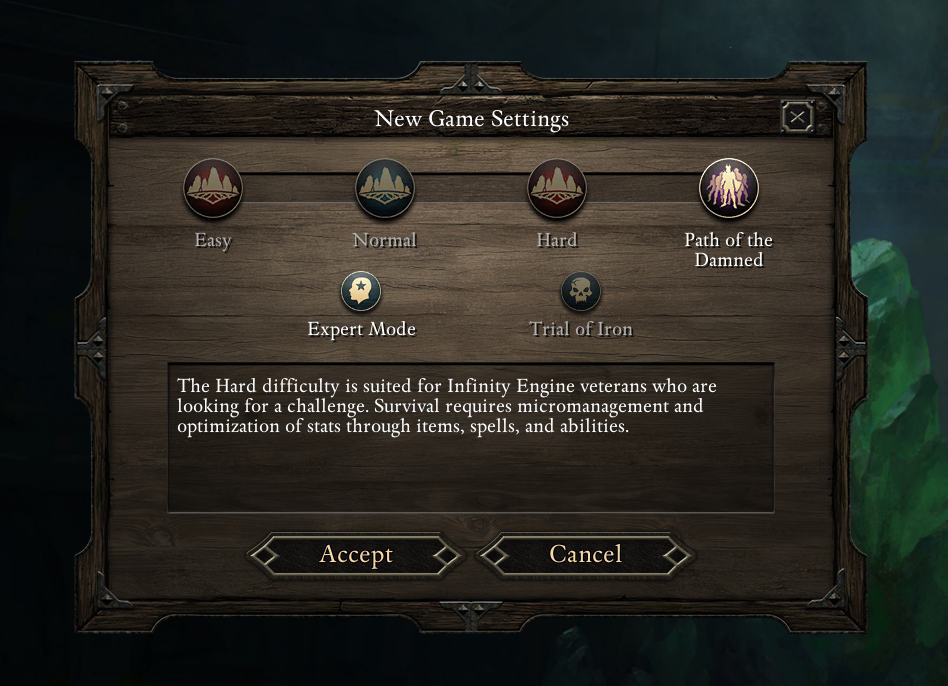 New Game Settings
Easy
Normal
Hard
Path of the
Damned
Expert Mode
Trial of Iron
The Hard difficulty is suited for Infinity Engine veterans who are
looking for a challenge. Survival requires micromanagement and
optimization of stats through items, spells, and abilities.
Accept
Cancel